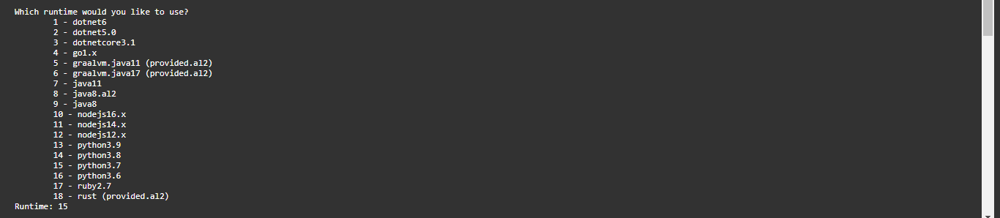 Which runtime would you like to use?
1 - dotnet6
2 - dotnet5.0
3 - dotnetcore3.1
4 - go1.x
5 - graalvm.java11 (provided.al2)
6 - graalvm.java17 (provided.al2)
7 - java11
8 - java8.al2
9 - java8
10 - nodejs16.x
11 - nodejs14.x
12 - nodejs12.x
13 - python3.9
14 - python3.8
15 - python3.7
16 - python3.6
17 - ruby2.7
18 - rust (provided.al2)
Runtime: 15